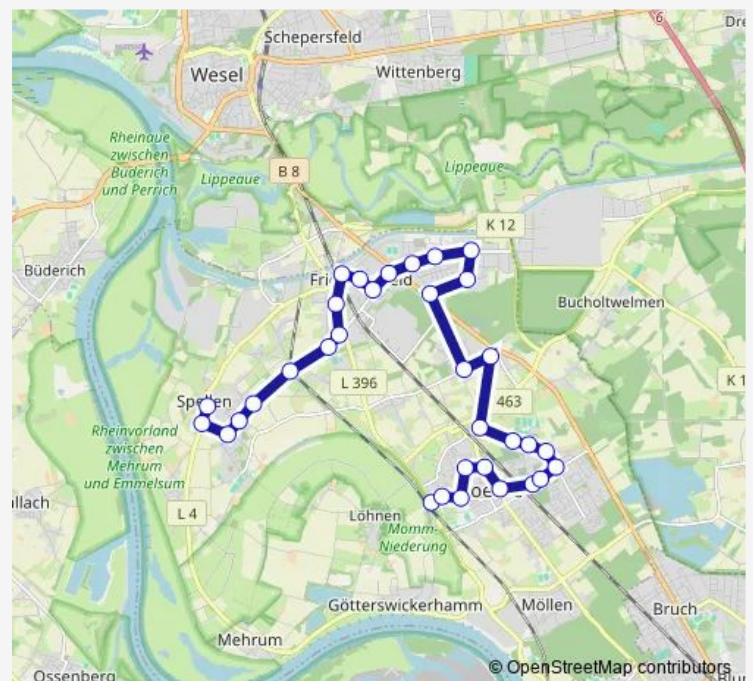 6
Schepersfeld
Wesel
Wittenberg
Rheinaue
zwischen
Büderich
und Perrich
Lippeaue
B 8
Lippeaue
K 12
Büderich
Bucholtwelmen
L 396
K 1
463
Rheinvorland
zwischen
Mehrum
und Emmelsum
L 4
Löhnen
Momm-
Niederung
Götterswickerhamm
Möllen
Bruch
Mehrum
Ossenberg
© OpenStreetMap contributors